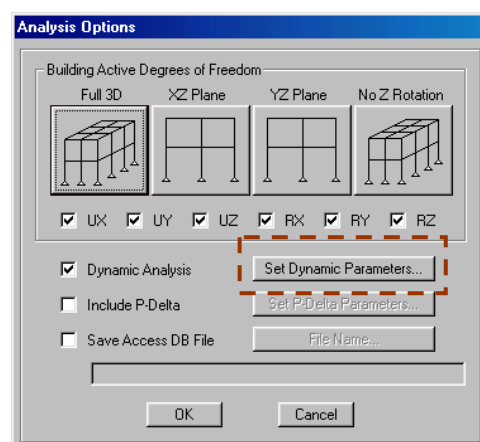 Analysis Options
Building Active Degrees of Freedom
Full 3D XZ Plane YZ Plane No Z Rotation
UX UY UZ RX RY RZ
Dynamic Analysis Set Dynamic Parameters...
Include P-Delta Set P-Delta Parameters...
Save Access DB File File Name...
OK Cancel